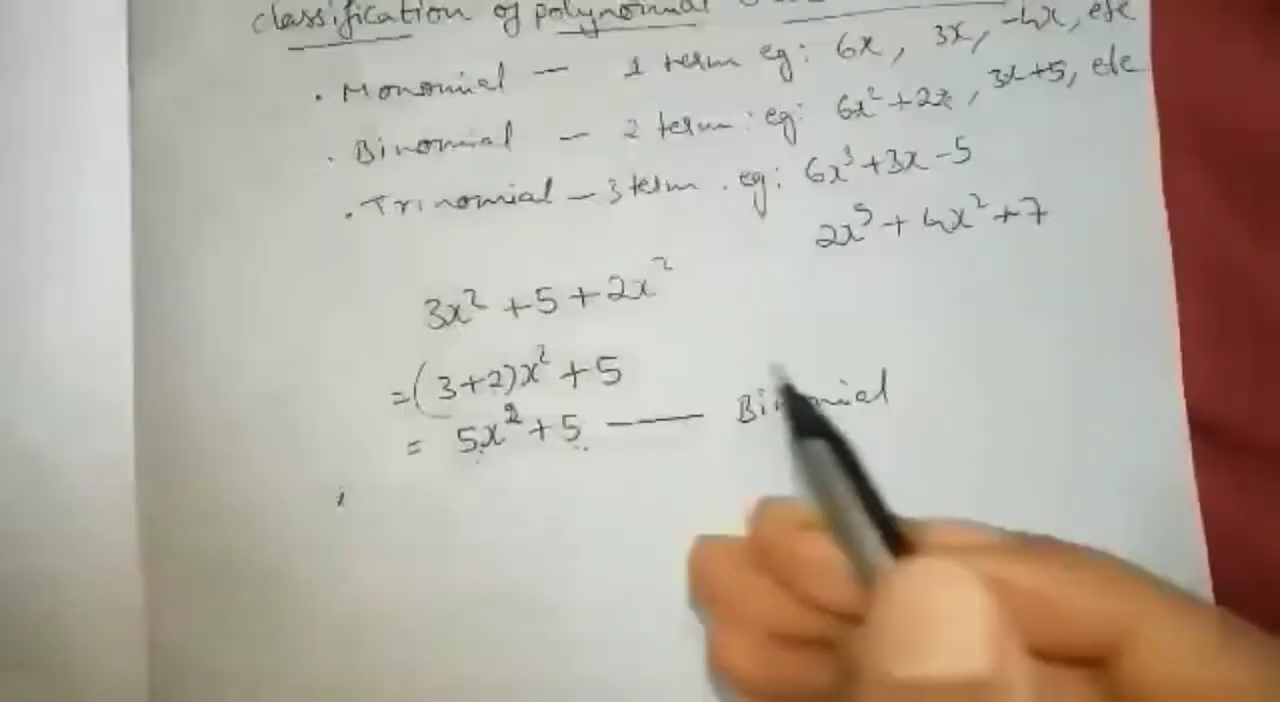 classification of polynomial
. Monomial — 1 term eg: 6x, 3x, -4x, etc
. Binomial — 2 term: eg: 6x² + 2x, 3x+5, etc
. Trinomial — 3 term. eg: 6x³+3x-5
2x⁵ + 4x² + 7
3x² + 5 + 2x²
= (3+2)x² + 5
= 5x² + 5 —— Binomial